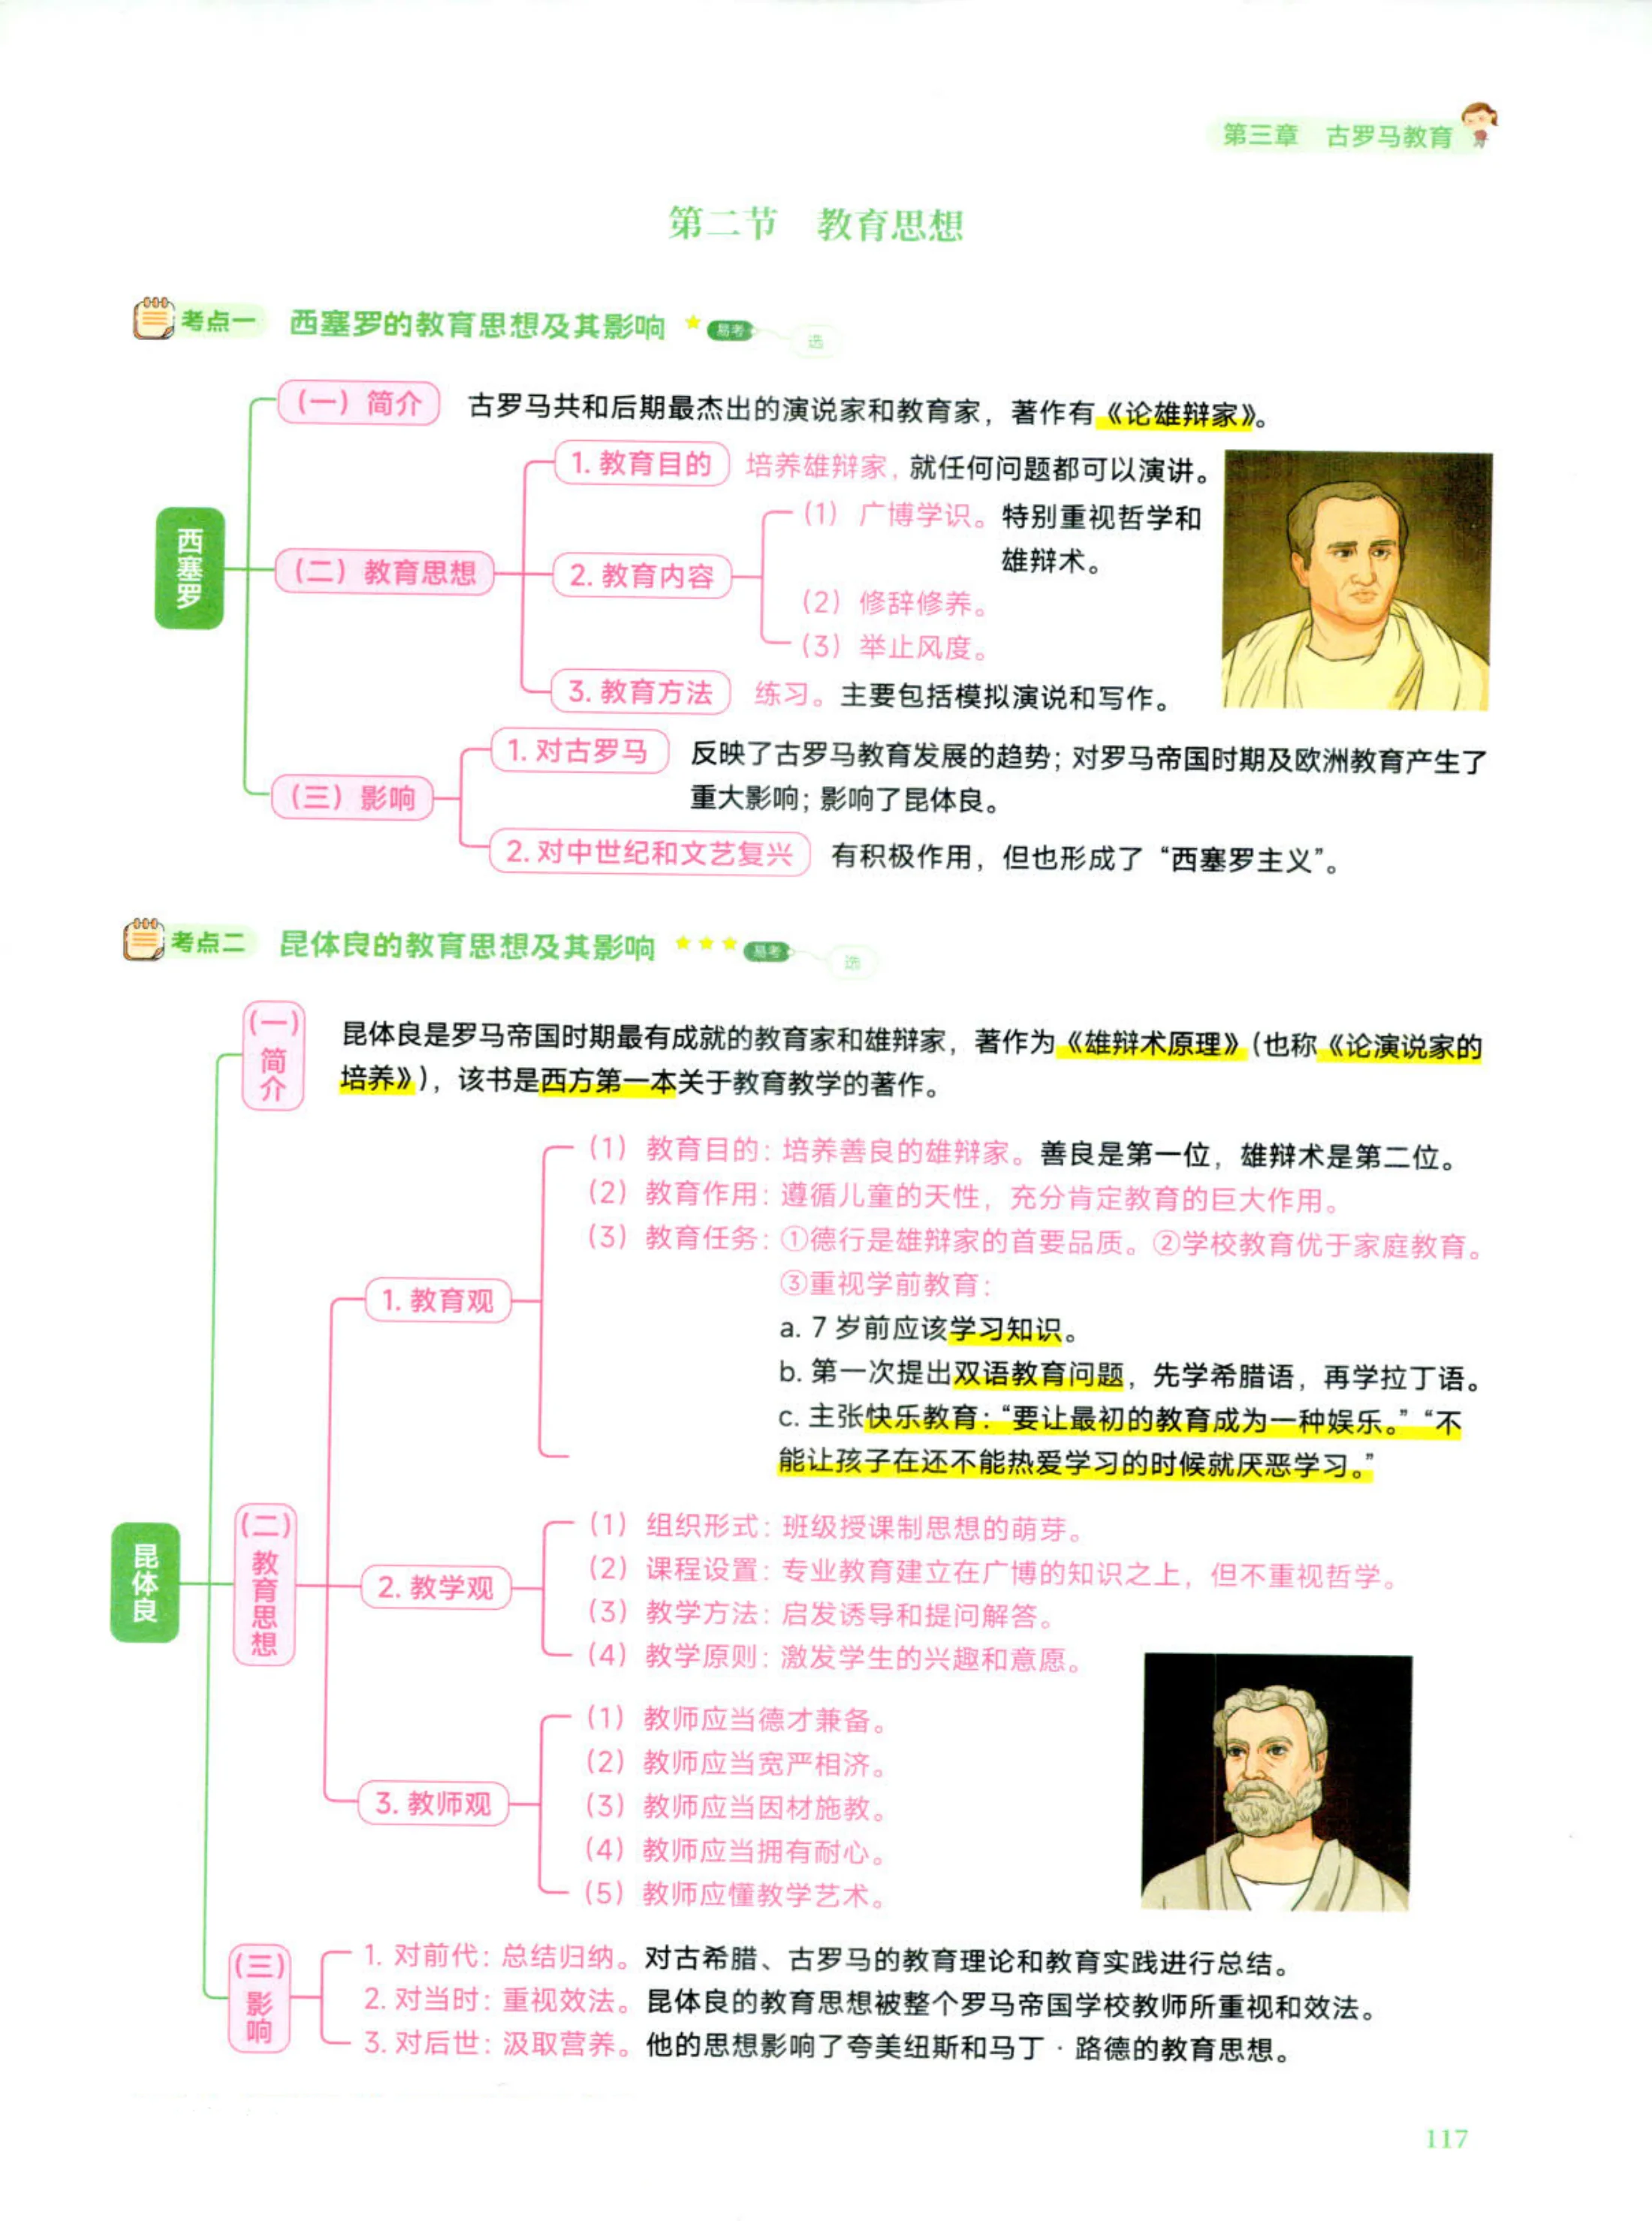 第三章 古罗马教育
第二节 教育思想
考点一 西塞罗的教育思想及其影响 易考 选
西塞罗
(一)简介 古罗马共和后期最杰出的演说家和教育家，著作有《论雄辩家》。
(二)教育思想
1. 教育目的 培养雄辩家，就任何问题都可以演讲。
2. 教育内容
(1) 广博学识。特别重视哲学和
雄辩术。
(2) 修辞修养。
(3) 举止风度。
3. 教育方法 练习。主要包括模拟演说和写作。
(三)影响
1. 对古罗马 反映了古罗马教育发展的趋势；对罗马帝国时期及欧洲教育产生了
重大影响；影响了昆体良。
2. 对中世纪和文艺复兴 有积极作用，但也形成了“西塞罗主义”。
考点二 昆体良的教育思想及其影响 易考 选
昆体良
(一)简介
昆体良是罗马帝国时期最有成就的教育家和雄辩家，著作为《雄辩术原理》(也称《论演说家的
培养》)，该书是西方第一本关于教育教学的著作。
(二)教育思想
1. 教育观
(1) 教育目的：培养善良的雄辩家。善良是第一位，雄辩术是第二位。
(2) 教育作用：遵循儿童的天性，充分肯定教育的巨大作用。
(3) 教育任务：①德行是雄辩家的首要品质。②学校教育优于家庭教育。
③重视学前教育：
a. 7 岁前应该学习知识。
b. 第一次提出双语教育问题，先学希腊语，再学拉丁语。
c. 主张快乐教育：“要让最初的教育成为一种娱乐。”“不
能让孩子在还不能热爱学习的时候就厌恶学习。”
2. 教学观
(1) 组织形式：班级授课制思想的萌芽。
(2) 课程设置：专业教育建立在广博的知识之上，但不重视哲学。
(3) 教学方法：启发诱导和提问解答。
(4) 教学原则：激发学生的兴趣和意愿。
3. 教师观
(1) 教师应当德才兼备。
(2) 教师应当宽严相济。
(3) 教师应当因材施教。
(4) 教师应当拥有耐心。
(5) 教师应懂教学艺术。
(三)影响
1. 对前代：总结归纳。对古希腊、古罗马的教育理论和教育实践进行总结。
2. 对当时：重视效法。昆体良的教育思想被整个罗马帝国学校教师所重视和效法。
3. 对后世：汲取营养。他的思想影响了夸美纽斯和马丁·路德的教育思想。
117